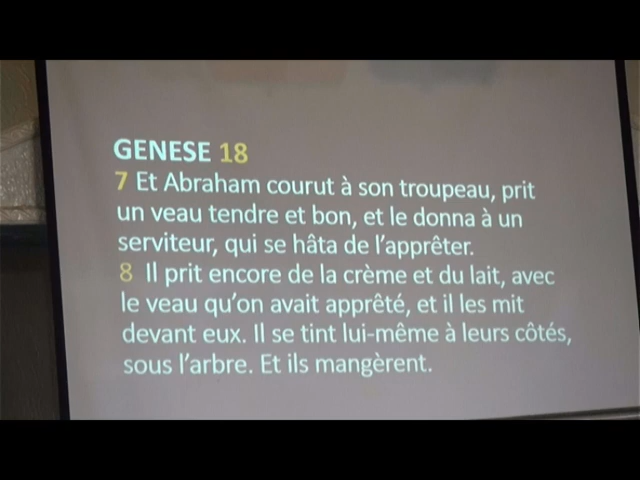 GENESE 18
7 Et Abraham courut à son troupeau, prit
un veau tendre et bon, et le donna à un
serviteur, qui se hâta de l'apprêter.
8 Il prit encore de la crème et du lait, avec
le veau qu'on avait apprêté, et il les mit
devant eux. Il se tint lui-même à leurs côtés,
sous l'arbre. Et ils mangèrent.